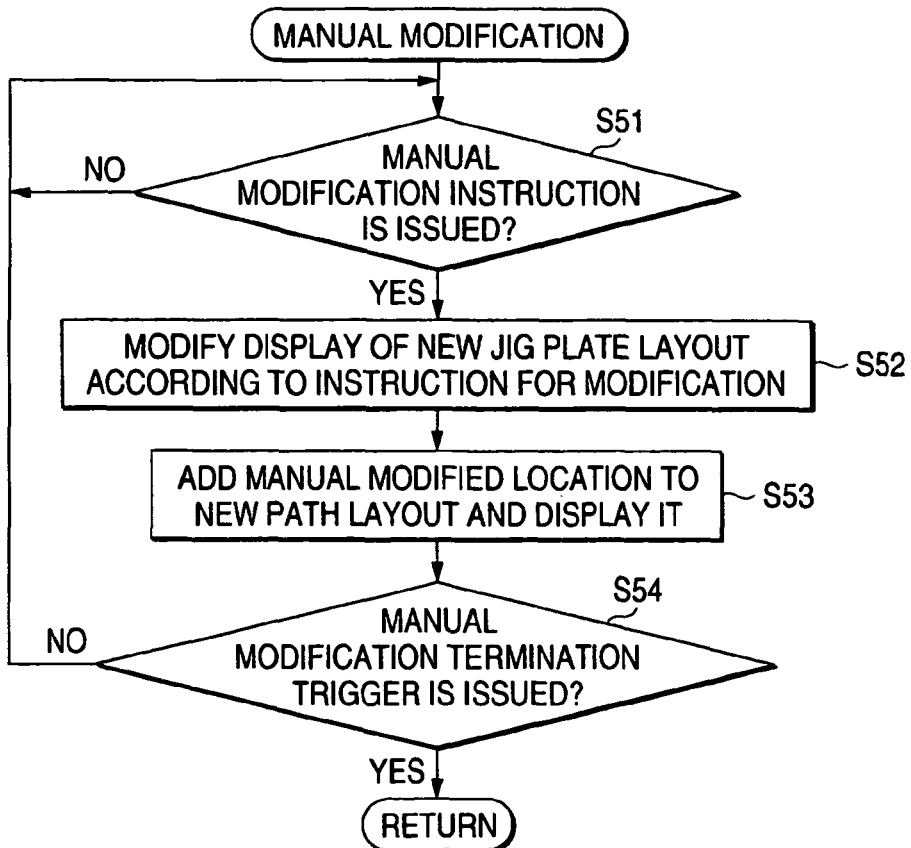 MANUAL MODIFICATION
S51
MANUAL
MODIFICATION INSTRUCTION
IS ISSUED?
NO
YES
MODIFY DISPLAY OF NEW JIG PLATE LAYOUT
ACCORDING TO INSTRUCTION FOR MODIFICATION
S52
ADD MANUAL MODIFIED LOCATION TO
NEW PATH LAYOUT AND DISPLAY IT
S53
S54
MANUAL
MODIFICATION TERMINATION
TRIGGER IS ISSUED?
NO
YES
RETURN